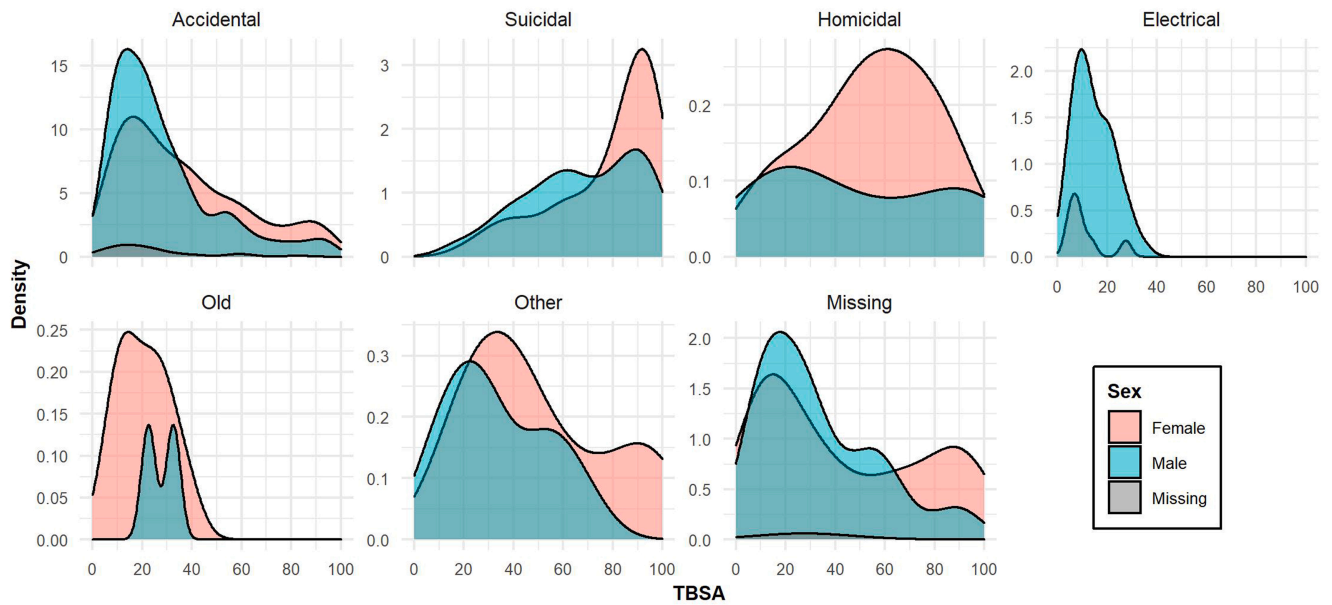 Accidental
Suicidal
Homicidal
Electrical
15
10
5
0
3
2
1
0
0.2
0.1
0.0
2.0
1.5
1.0
0.5
0.0
0 20 40 60 80 100
Density
Old
Other
Missing
0.25
0.20
0.15
0.10
0.05
0.00
0.3
0.2
0.1
0.0
2.0
1.5
1.0
0.5
0.0
0 20 40 60 80 100
0 20 40 60 80 100
0 20 40 60 80 100
TBSA
Sex
Female
Male
Missing